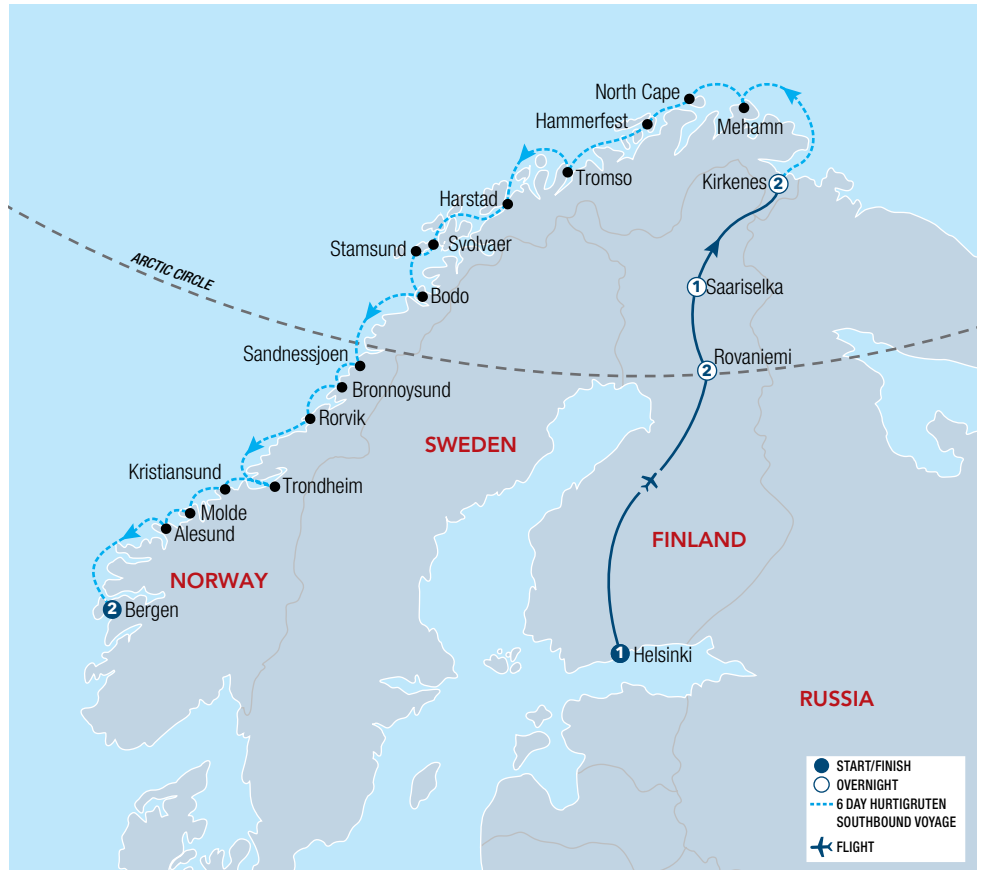 North Cape
Hammerfest
Mehamn
Tromso
Kirkenes 2
Harstad
Svolvaer
Stamsund
ARCTIC CIRCLE
1 Saariselka
Bodo
Sandnessjoen
Rovaniemi
2
Bronnoysund
Rorvik
SWEDEN
Kristiansund
Trondheim
Molde
Alesund
FINLAND
NORWAY
2 Bergen
1 Helsinki
RUSSIA
START/FINISH
OVERNIGHT
6 DAY HURTIGRUTEN
SOUTHBOUND VOYAGE
FLIGHT